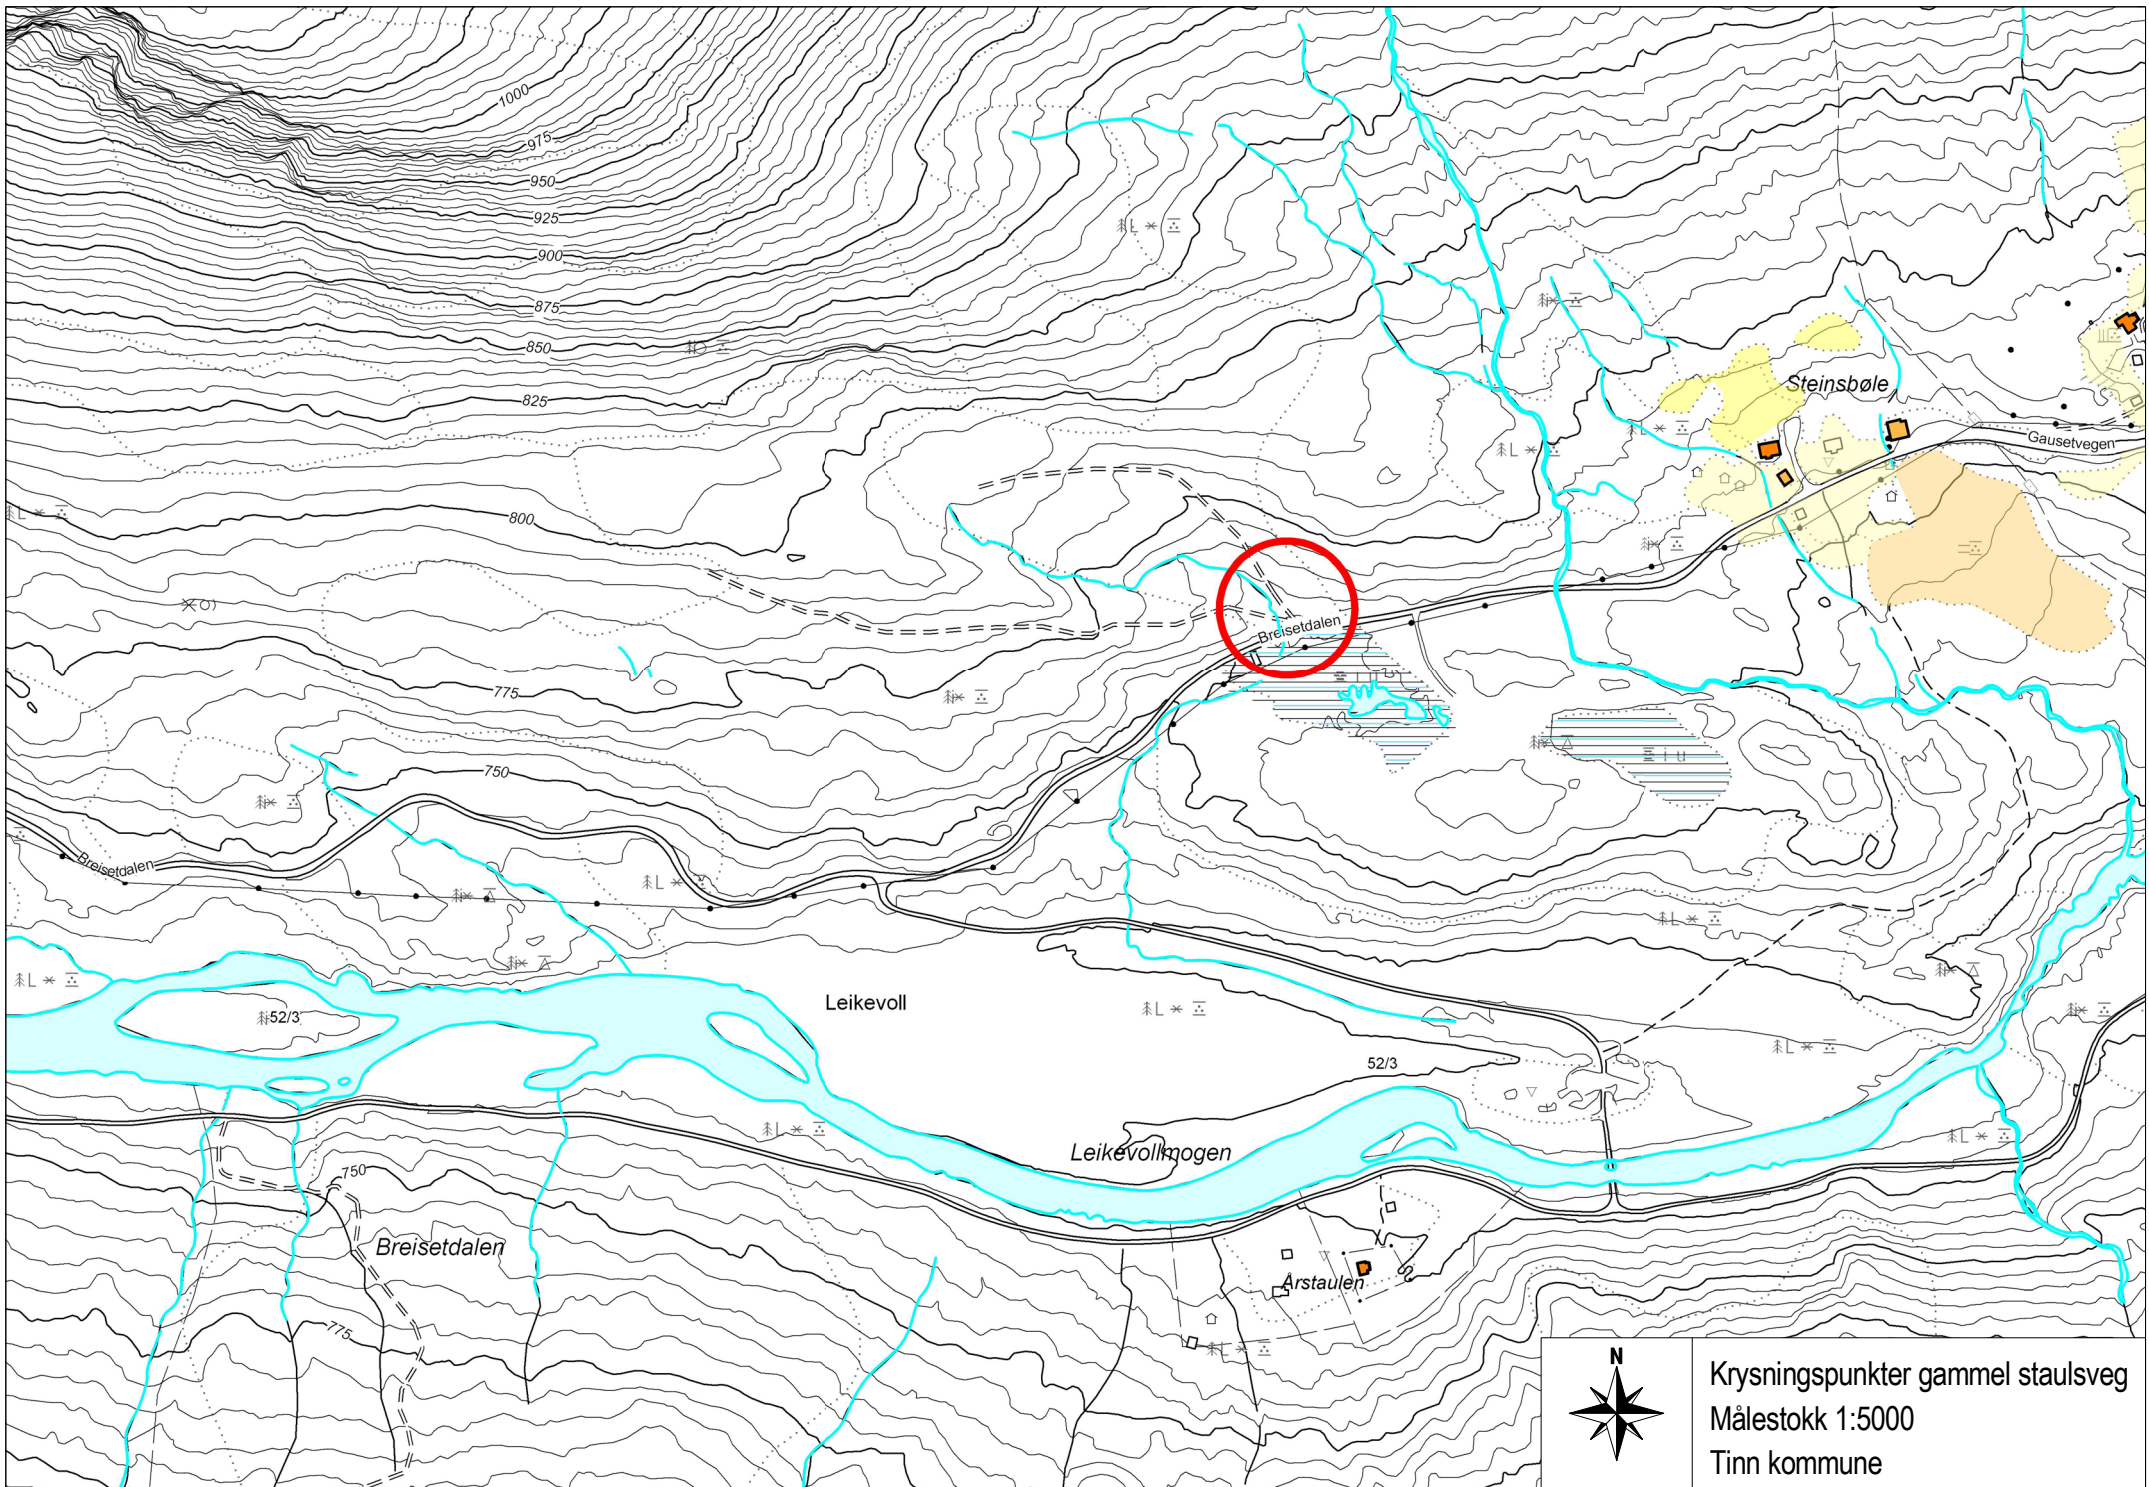 1000
975
950
925
900
875
850
825
Steinsbøle
Gausetvegen
800
Breisetdalen
775
750
i u
Breisetdalen
Leikevoll
52/3
52/3
Leikevollmogen
750
Breisetdalen
Årstaulen
775
N
Krysningspunkter gammel staulsveg
Målestokk 1:5000
Tinn kommune